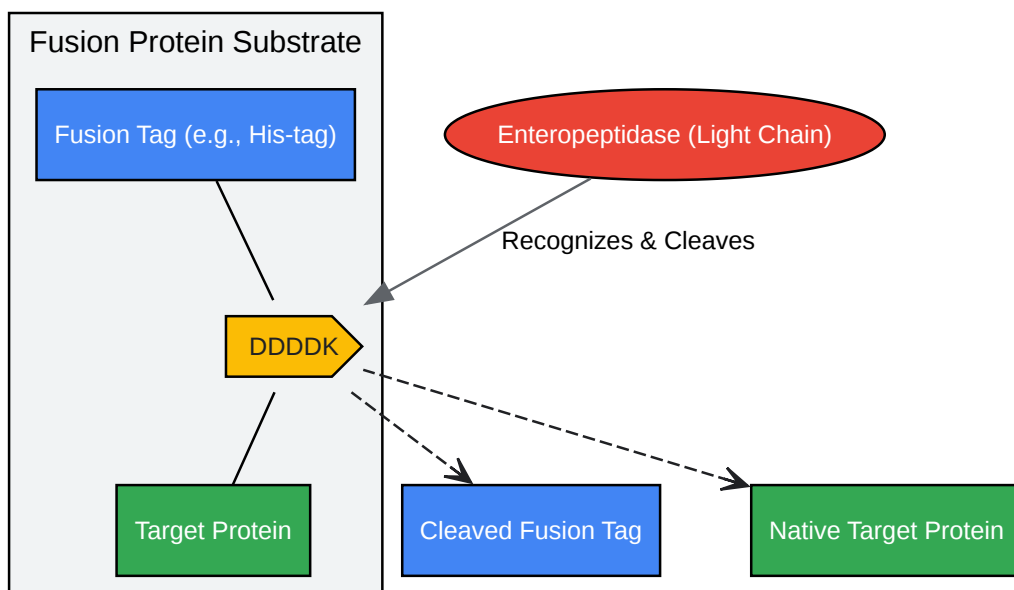 Fusion Protein Substrate
Fusion Tag (e.g., His-tag)
Enteropeptidase (Light Chain)
Recognizes & Cleaves
DDDDK
Target Protein
Cleaved Fusion Tag
Native Target Protein